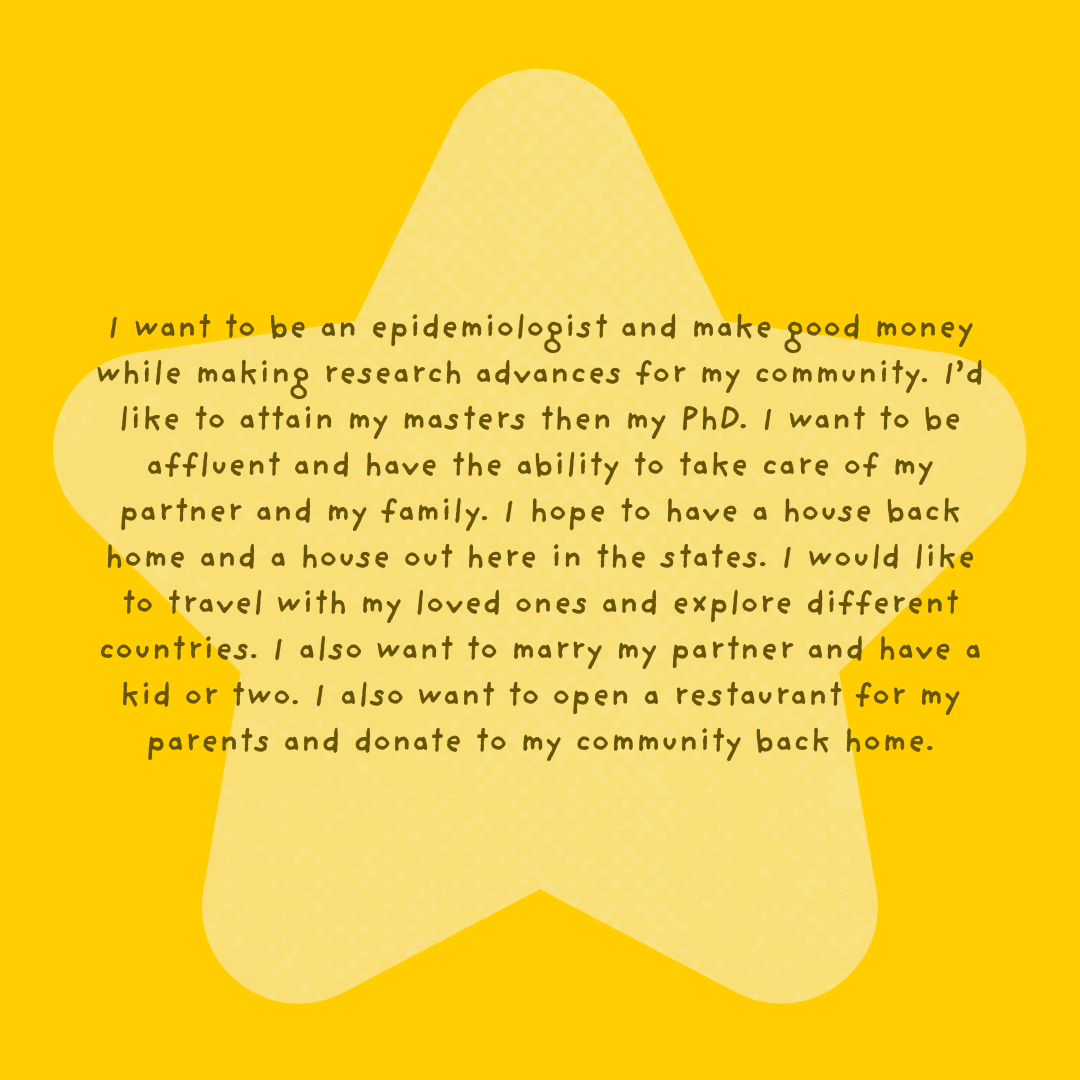 I want to be an epidemiologist and make good money
while making research advances for my community. I'd
like to attain my masters then my PhD. I want to be
affluent and have the ability to take care of my
partner and my family. I hope to have a house back
home and a house out here in the states. I would like
to travel with my loved ones and explore different
countries. I also want to marry my partner and have a
kid or two. I also want to open a restaurant for my
parents and donate to my community back home.